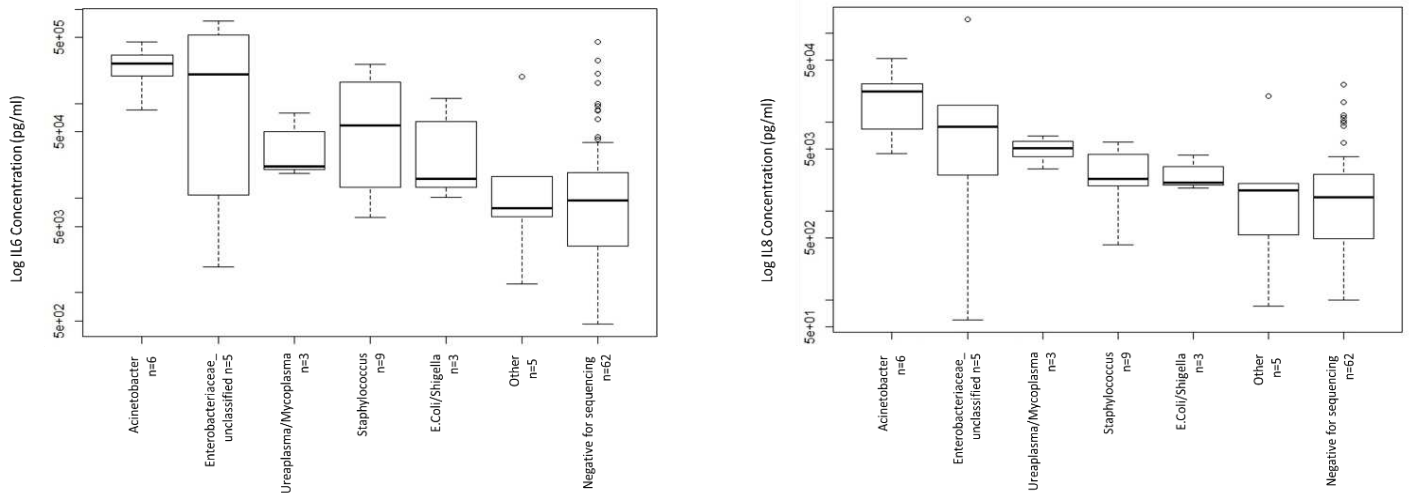 Log IL6 Concentration (pg/ml)
5e+05
5e+04
5e+03
5e+02
Acinetobacter
n=6
Enterobacteriaceae_
unclassified n=5
Ureaplasma/Mycoplasma
n=3
Staphylococcus
n=9
E.Coli/Shigella
n=3
Other
n=5
Negative for sequencing
n=62
Log IL8 Concentration (pg/ml)
5e+04
5e+03
5e+02
5e+01
Acinetobacter
n=6
Enterobacteriaceae_
unclassified n=5
Ureaplasma/Mycoplasma
n=3
Staphylococcus
n=9
E.Coli/Shigella
n=3
Other
n=5
Negative for sequencing
n=62